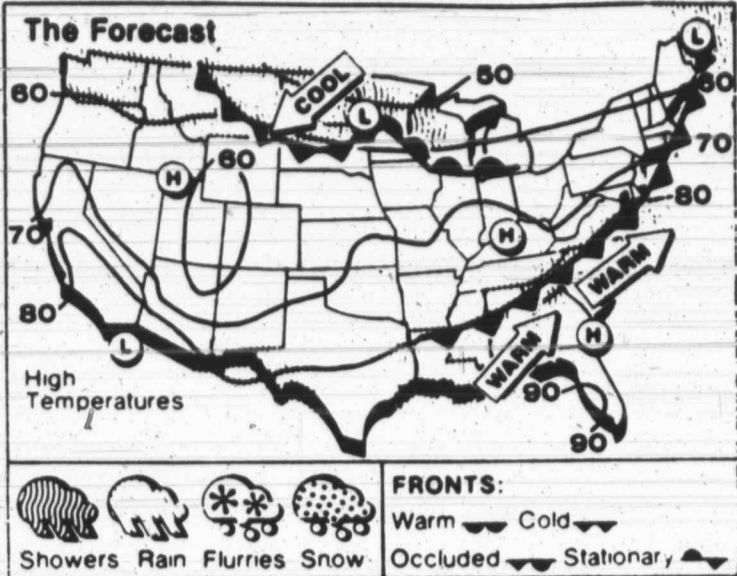 The Forecast
L
60
COOL
50
L
60
H
60
70
80
70
H
WARM
80
L
H
WARM
High
Temperatures
90
90
FRONTS:
Warm Cold
Showers Rain Flurries Snow
Occluded Stationary